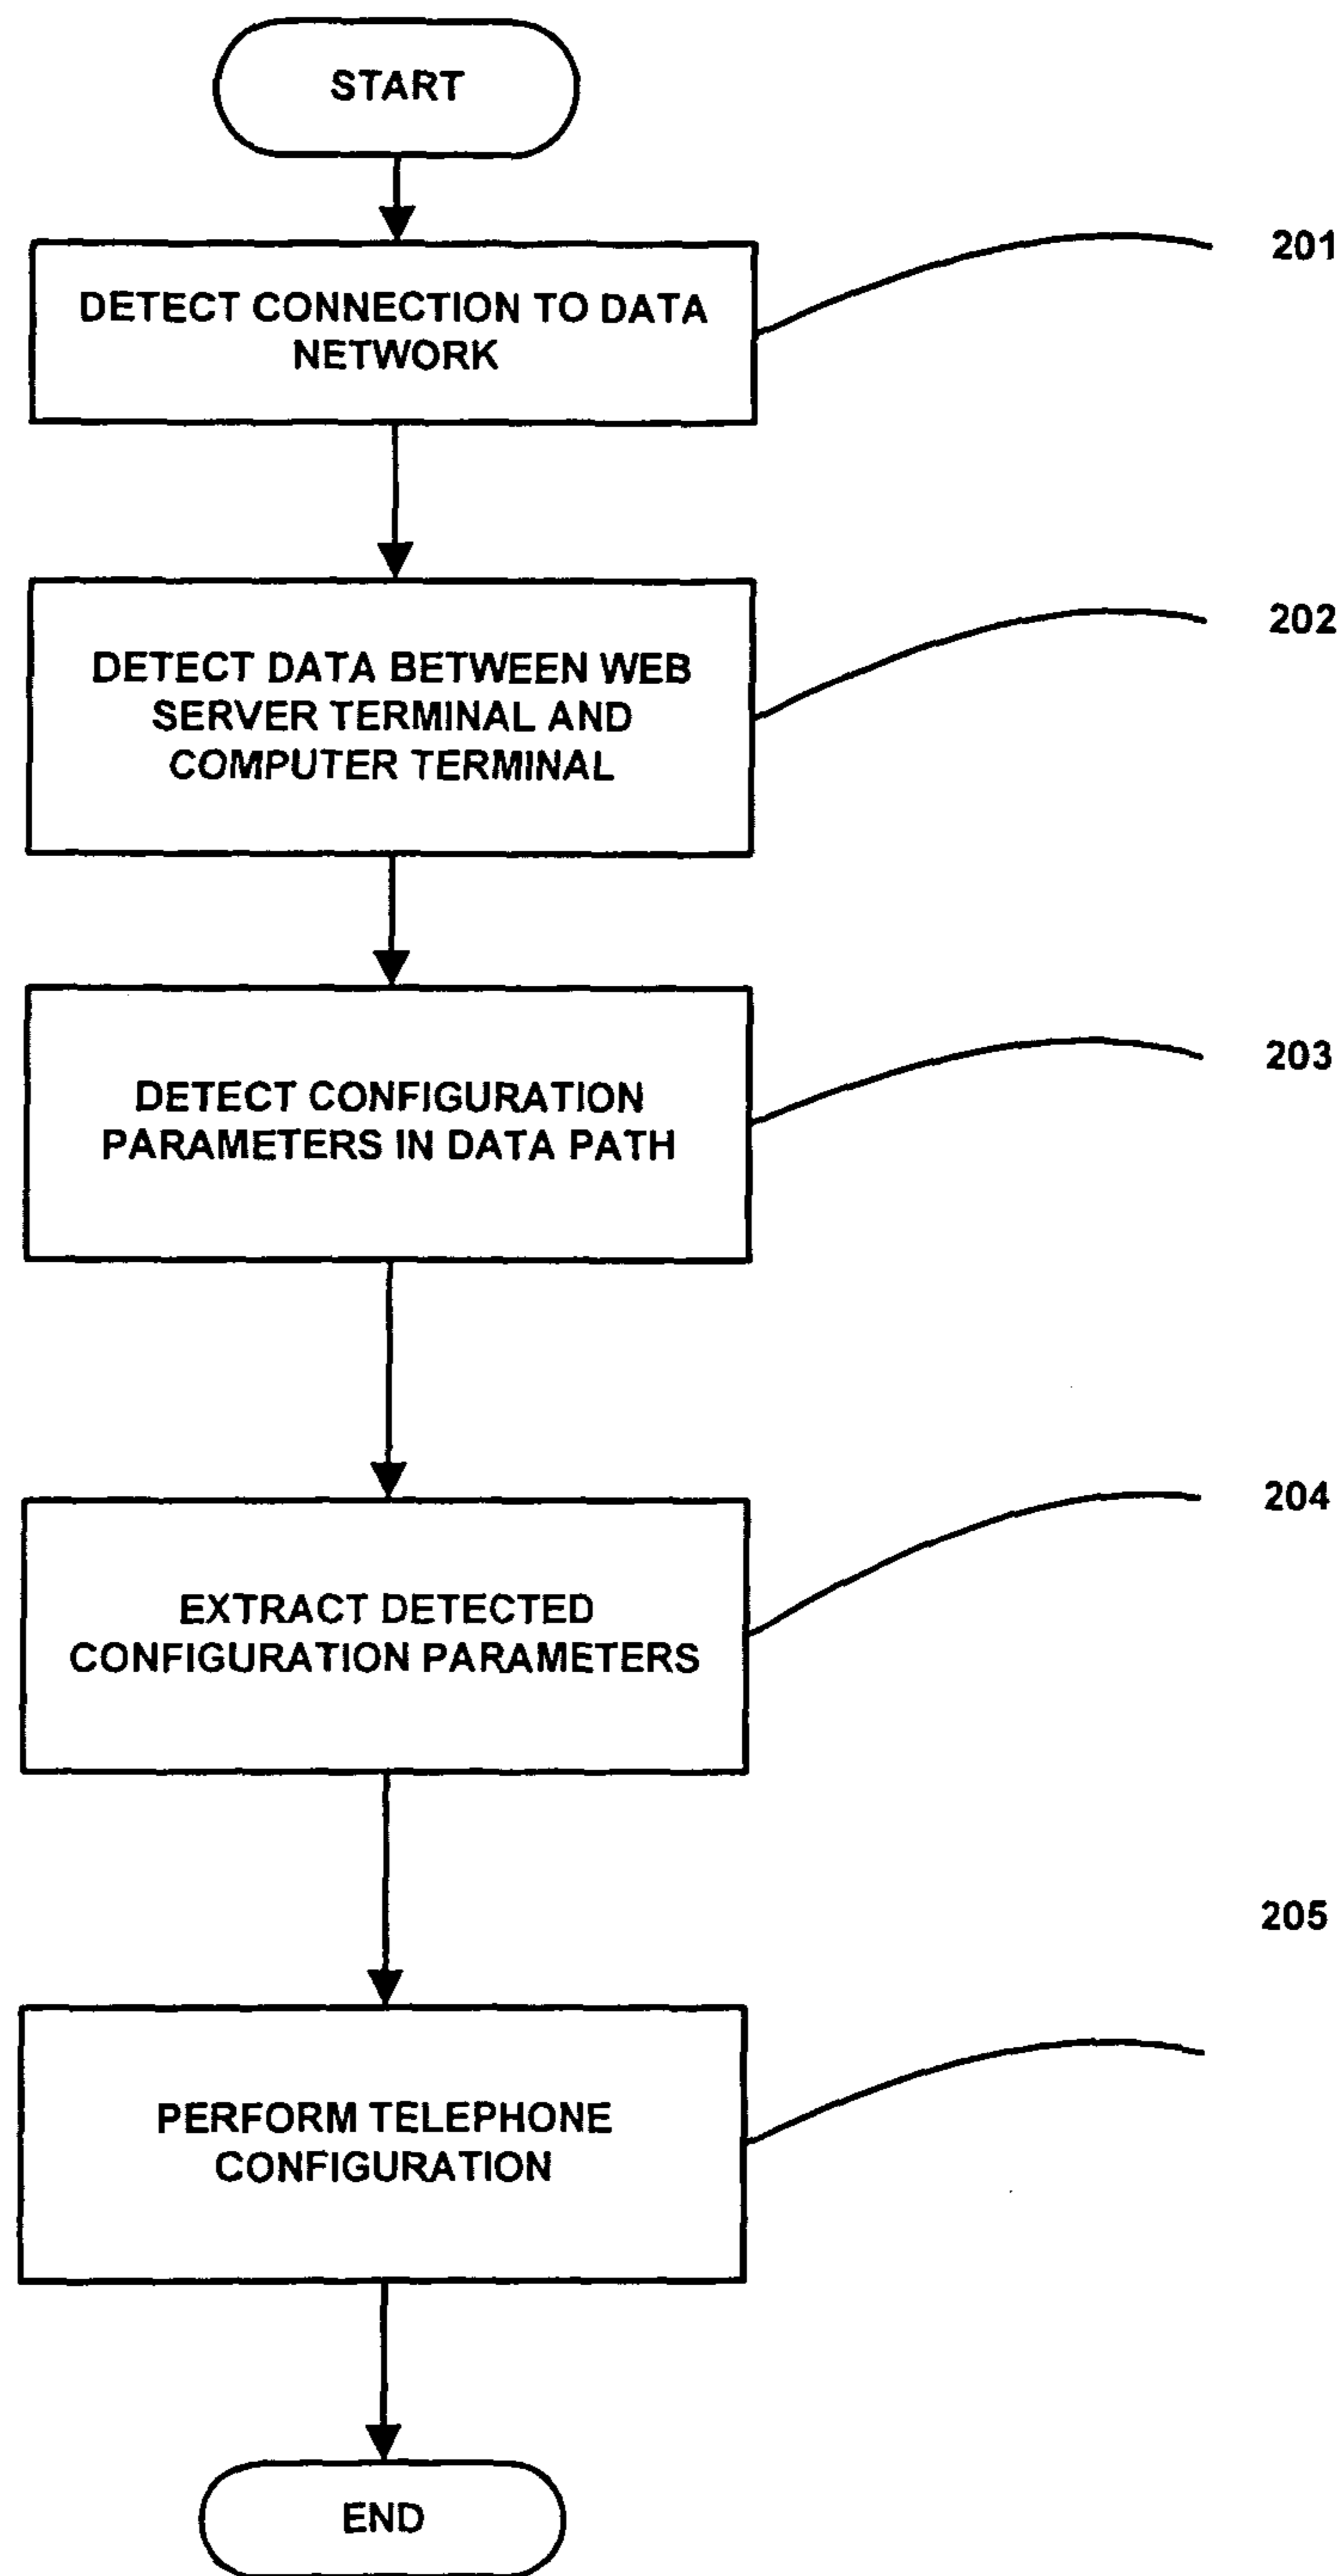 START
201
DETECT CONNECTION TO DATA
NETWORK
202
DETECT DATA BETWEEN WEB
SERVER TERMINAL AND
COMPUTER TERMINAL
203
DETECT CONFIGURATION
PARAMETERS IN DATA PATH
204
EXTRACT DETECTED
CONFIGURATION PARAMETERS
205
PERFORM TELEPHONE
CONFIGURATION
END